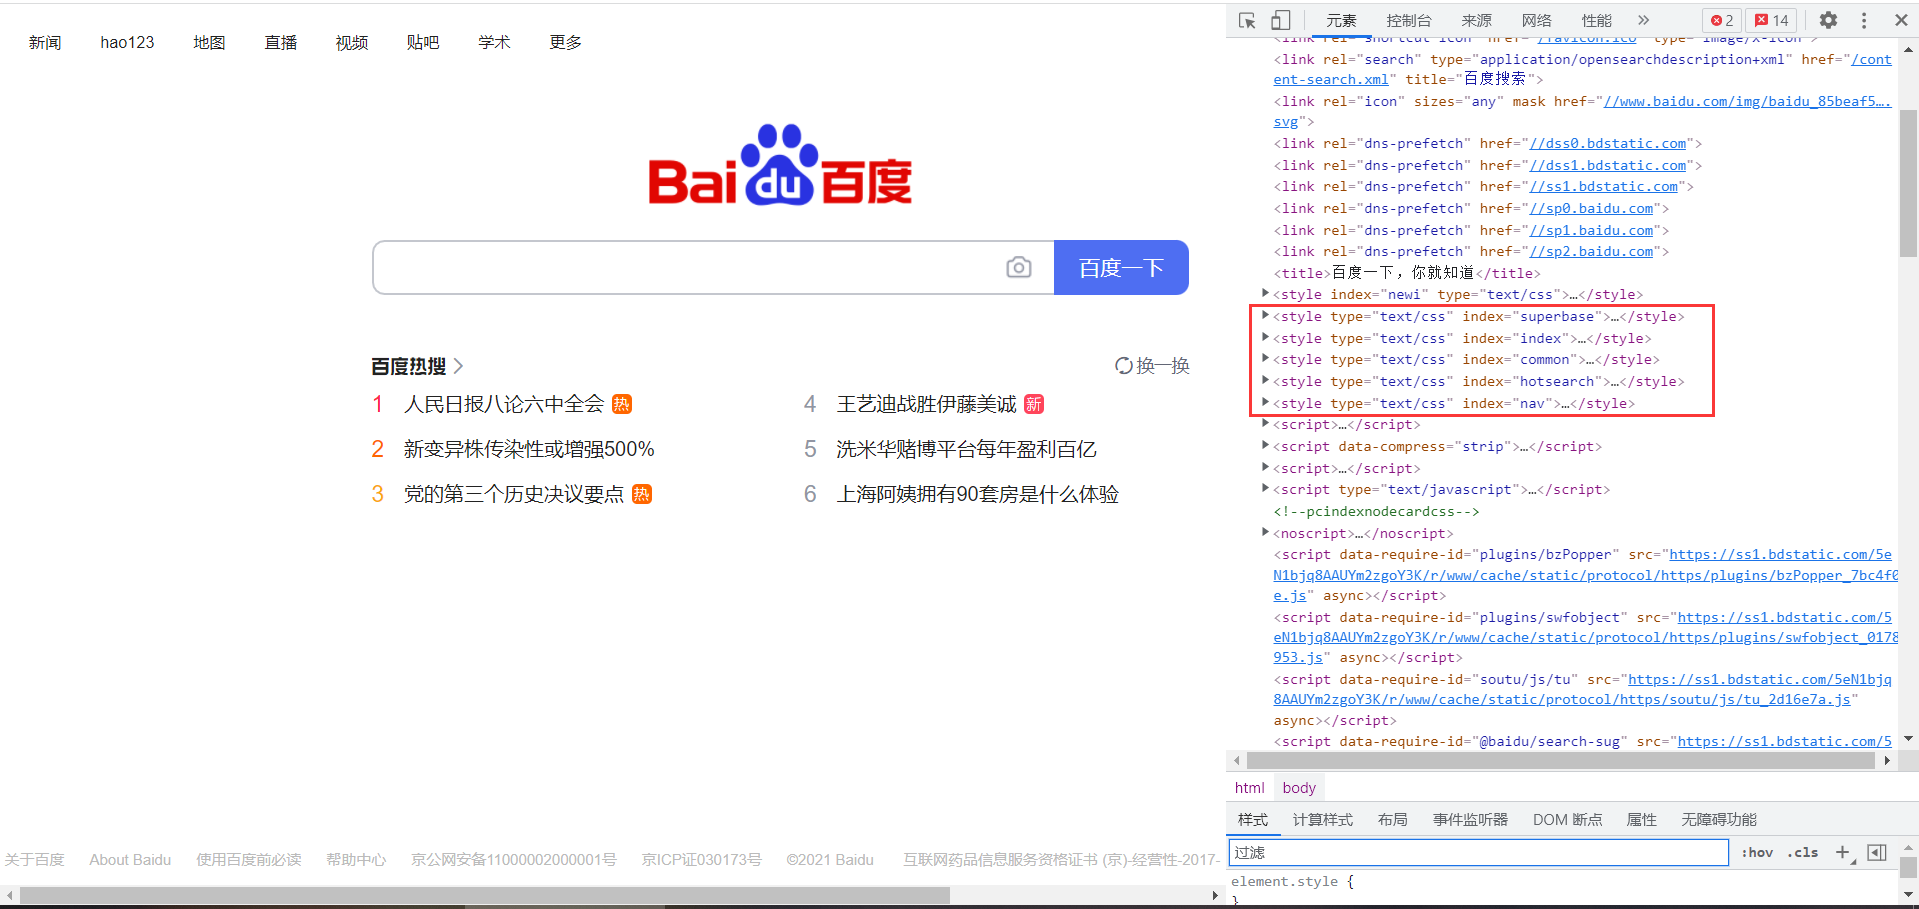 新闻 hao123 地图 直播 视频 贴吧 学术 更多
Bai du 百度
百度一下
百度热搜
换一换
1 人民日报八论六中全会 热
2 新变异株传染性或增强500%
3 党的第三个历史决议要点 热
4 王艺迪战胜伊藤美诚 新
5 洗米华赌博平台每年盈利百亿
6 上海阿姨拥有90套房是什么体验
关于百度 About Baidu 使用百度前必读 帮助中心 京公网安备11000002000001号 京ICP证030173号 ©2021 Baidu 互联网药品信息服务资格证书 (京)-经营性-2017-
元素 控制台 来源 网络 性能 » 2 14
<link rel="shortcut icon" href="/favicon.ico" type="image/x-icon">
<link rel="search" type="application/opensearchdescription+xml" href="/cont
ent-search.xml" title="百度搜索">
<link rel="icon" sizes="any" mask href="//www.baidu.com/img/baidu_85beaf5….
svg">
<link rel="dns-prefetch" href="//dss0.bdstatic.com">
<link rel="dns-prefetch" href="//dss1.bdstatic.com">
<link rel="dns-prefetch" href="//ss1.bdstatic.com">
<link rel="dns-prefetch" href="//sp0.baidu.com">
<link rel="dns-prefetch" href="//sp1.baidu.com">
<link rel="dns-prefetch" href="//sp2.baidu.com">
<title>百度一下，你就知道</title>
<style index="newi" type="text/css">…</style>
<style type="text/css" index="superbase">…</style>
<style type="text/css" index="index">…</style>
<style type="text/css" index="common">…</style>
<style type="text/css" index="hotsearch">…</style>
<style type="text/css" index="nav">…</style>
<script>…</script>
<script data-compress="strip">…</script>
<script>…</script>
<script type="text/javascript">…</script>
<!--pcindexnodecardcss-->
<noscript>…</noscript>
<script data-require-id="plugins/bzPopper" src="https://ss1.bdstatic.com/5e
N1bjq8AAUYm2zgoY3K/r/www/cache/static/protocol/https/plugins/bzPopper_7bc4f0
e.js" async></script>
<script data-require-id="plugins/swfobject" src="https://ss1.bdstatic.com/5
eN1bjq8AAUYm2zgoY3K/r/www/cache/static/protocol/https/plugins/swfobject_0178
953.js" async></script>
<script data-require-id="soutu/js/tu" src="https://ss1.bdstatic.com/5eN1bjq
8AAUYm2zgoY3K/r/www/cache/static/protocol/https/soutu/js/tu_2d16e7a.js"
async></script>
<script data-require-id="@baidu/search-sug" src="https://ss1.bdstatic.com/5
html body
样式 计算样式 布局 事件监听器 DOM 断点 属性 无障碍功能
过滤 :hov .cls +
element.style {
}